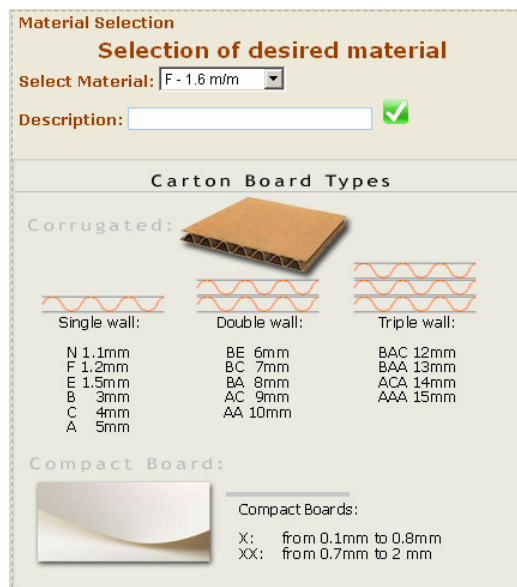 Material Selection
Selection of desired material
Select Material: F - 1.6 m/m
Description:
Carton Board Types
Corrugated:
Single wall:
N 1.1mm
F 1.2mm
E 1.5mm
B 3mm
C 4mm
A 5mm
Double wall:
BE 6mm
BC 7mm
BA 8mm
AC 9mm
AA 10mm
Triple wall:
BAC 12mm
BAA 13mm
ACA 14mm
AAA 15mm
Compact Board:
Compact Boards:
X: from 0.1mm to 0.8mm
XX: from 0.7mm to 2 mm